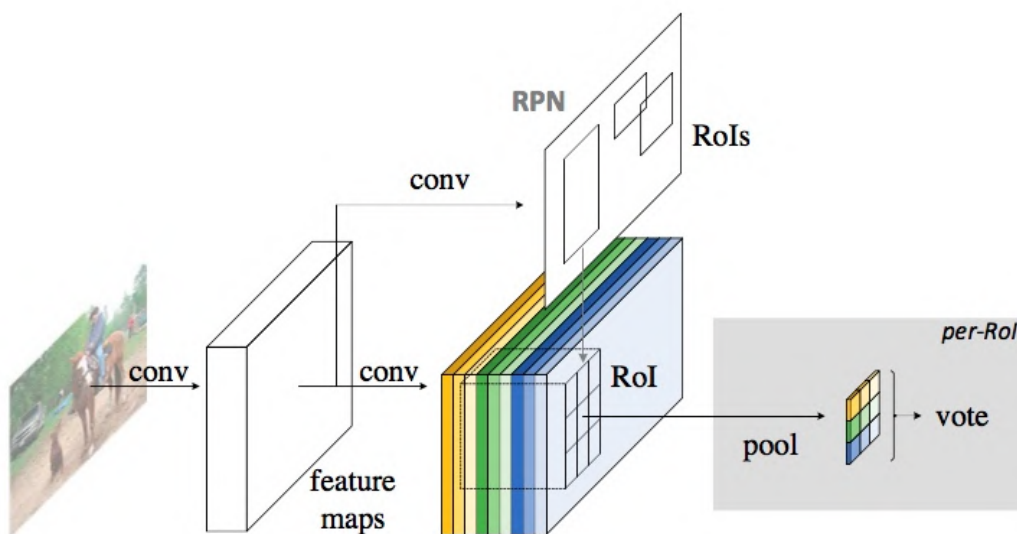 RPN
RoIs
conv
conv
conv
RoI
per-RoI
pool
vote
feature
maps